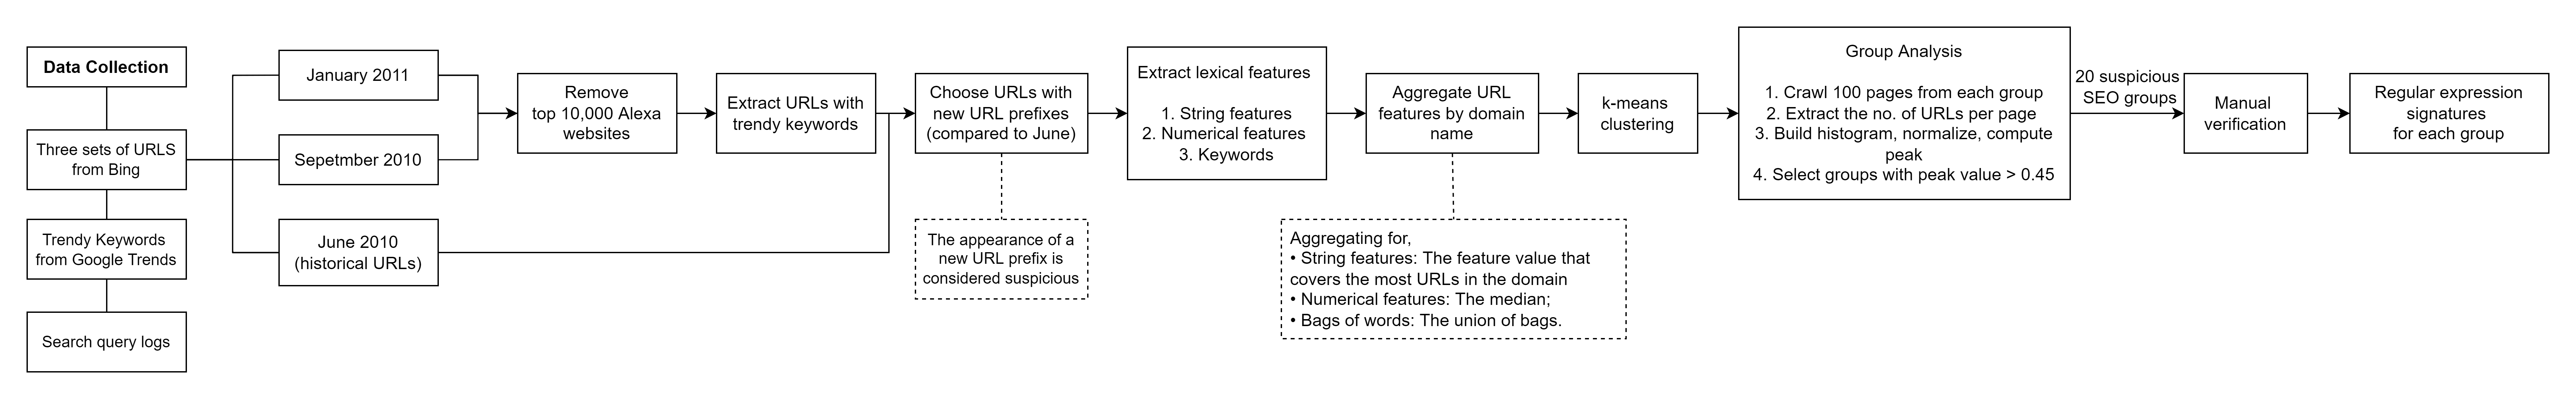 Data Collection
Three sets of URLS
from Bing
Trendy Keywords
from Google Trends
Search query logs
January 2011
Sepetmber 2010
June 2010
(historical URLs)
Remove
top 10,000 Alexa
websites
Extract URLs with
trendy keywords
Choose URLs with
new URL prefixes
(compared to June)
The appearance of a
new URL prefix is
considered suspicious
Extract lexical features
1. String features
2. Numerical features
3. Keywords
Aggregate URL
features by domain
name
Aggregating for,
• String features: The feature value that
covers the most URLs in the domain
• Numerical features: The median;
• Bags of words: The union of bags.
k-means
clustering
Group Analysis
1. Crawl 100 pages from each group
2. Extract the no. of URLs per page
3. Build histogram, normalize, compute
peak
4. Select groups with peak value > 0.45
20 suspicious
SEO groups
Manual
verification
Regular expression
signatures
for each group